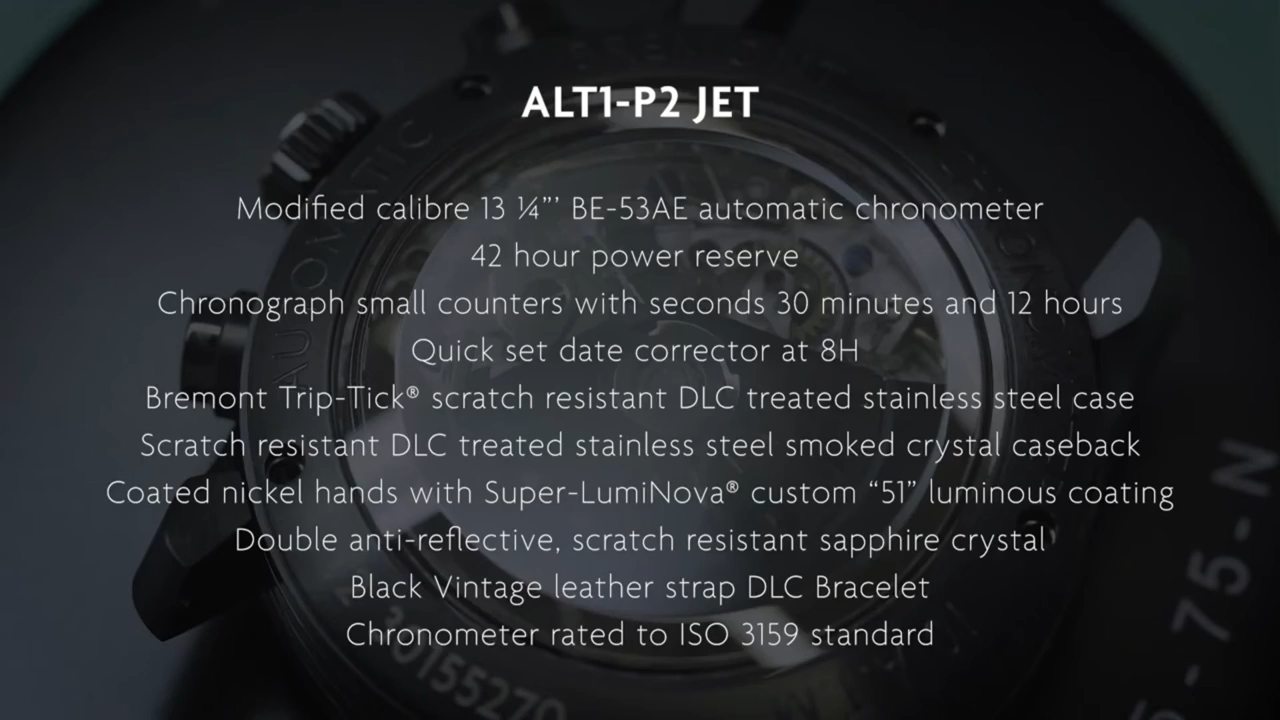 ALT1-P2 JET
Modified calibre 13 ¼”’ BE-53AE automatic chronometer
42 hour power reserve
Chronograph small counters with seconds 30 minutes and 12 hours
Quick set date corrector at 8H
Bremont Trip-Tick® scratch resistant DLC treated stainless steel case
Scratch resistant DLC treated stainless steel smoked crystal caseback
Coated nickel hands with Super-LumiNova® custom “51” luminous coating
Double anti-reflective, scratch resistant sapphire crystal
Black Vintage leather strap DLC Bracelet
Chronometer rated to ISO 3159 standard
AUTOMATIC
-75-N